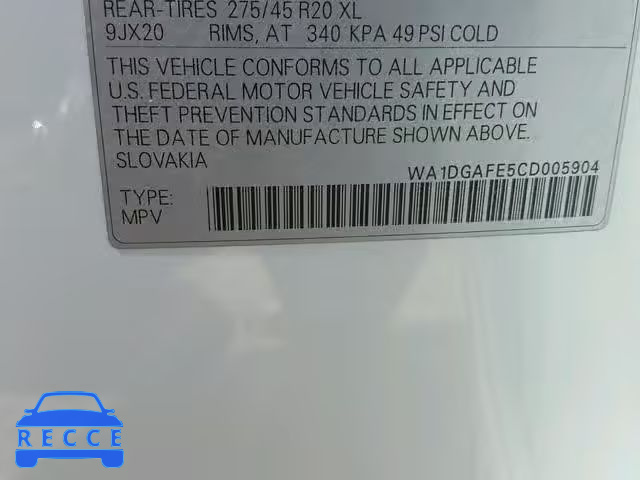 REAR-TIRES 275/45 R20 XL
9JX20 RIMS, AT 340 KPA 49 PSI COLD
THIS VEHICLE CONFORMS TO ALL APPLICABLE
U.S. FEDERAL MOTOR VEHICLE SAFETY AND
THEFT PREVENTION STANDARDS IN EFFECT ON
THE DATE OF MANUFACTURE SHOWN ABOVE.
SLOVAKIA
WA1DGAFE5CD005904
TYPE:
MPV
RECCE